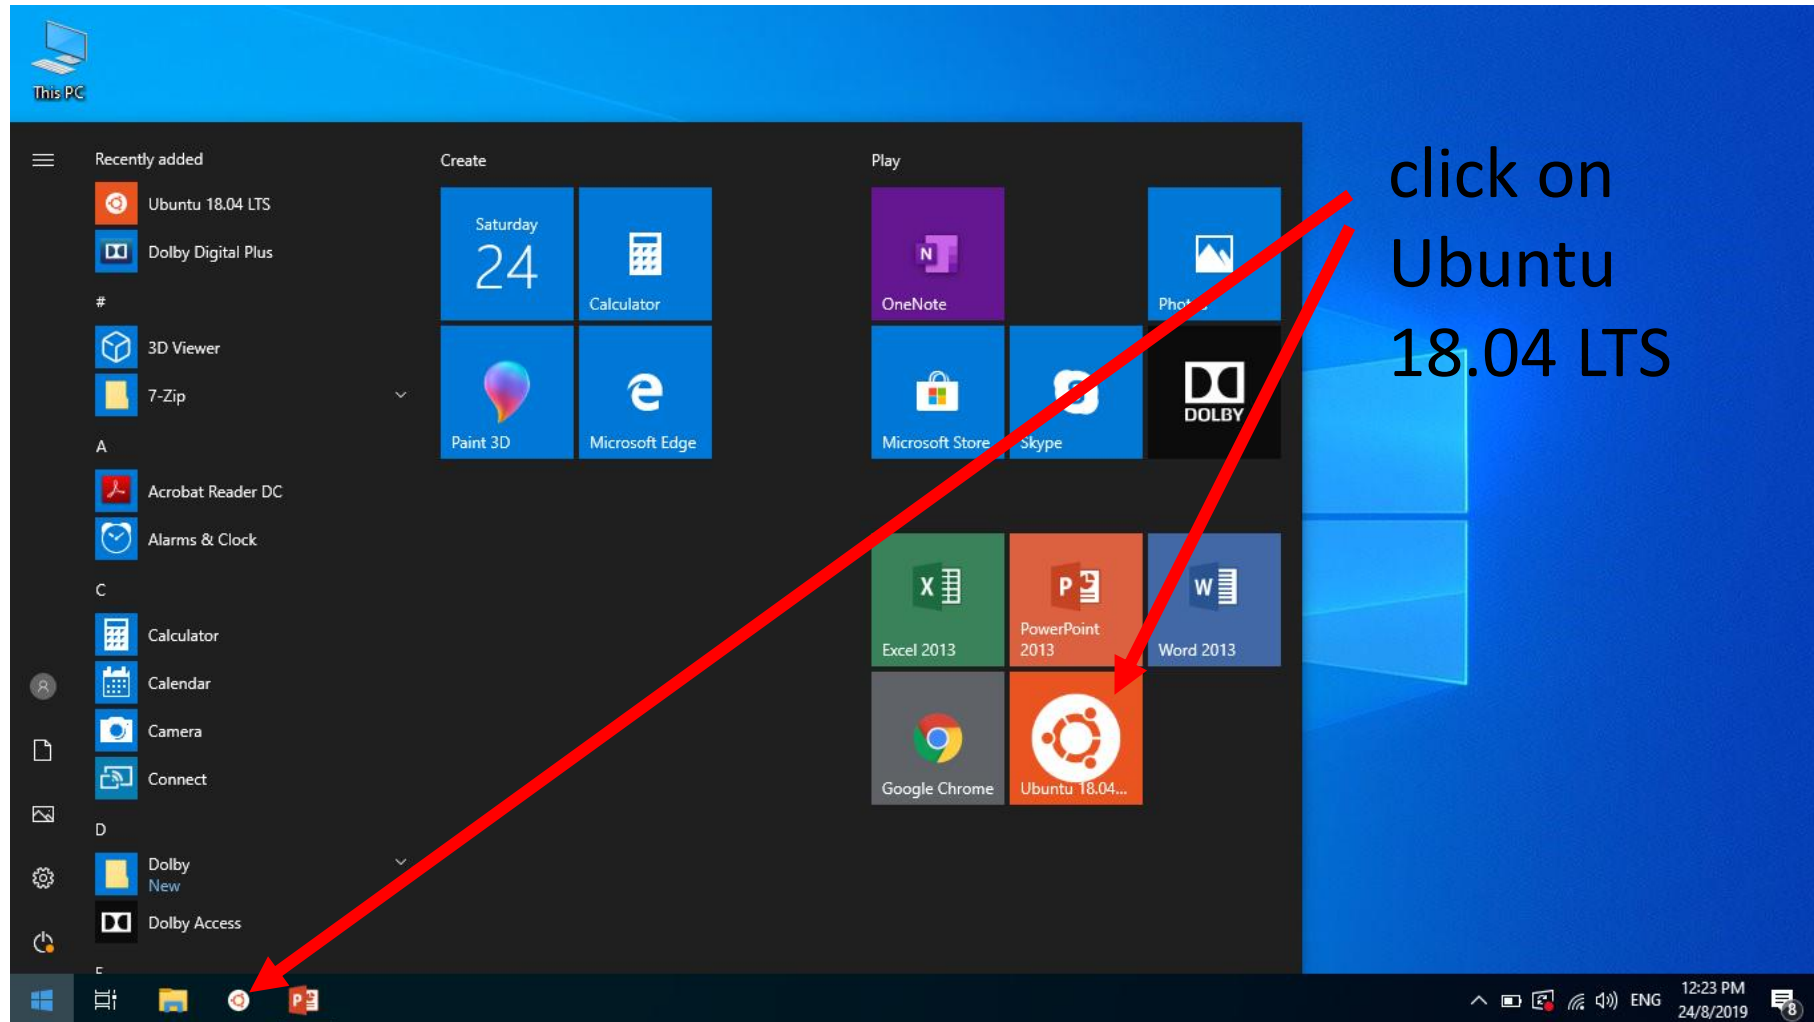 This PC
Recently added
Ubuntu 18.04 LTS
Dolby Digital Plus
#
3D Viewer
7-Zip
A
Acrobat Reader DC
Alarms & Clock
C
Calculator
Calendar
Camera
Connect
D
Dolby
New
Dolby Access
Create
Saturday
24
Calculator
Paint 3D
Microsoft Edge
Play
OneNote
Microsoft Store
Skype
DOLBY
Excel 2013
PowerPoint
2013
Word 2013
Google Chrome
Ubuntu 18.04...
click on
Ubuntu
18.04 LTS
ENG
12:23 PM
24/8/2019
8